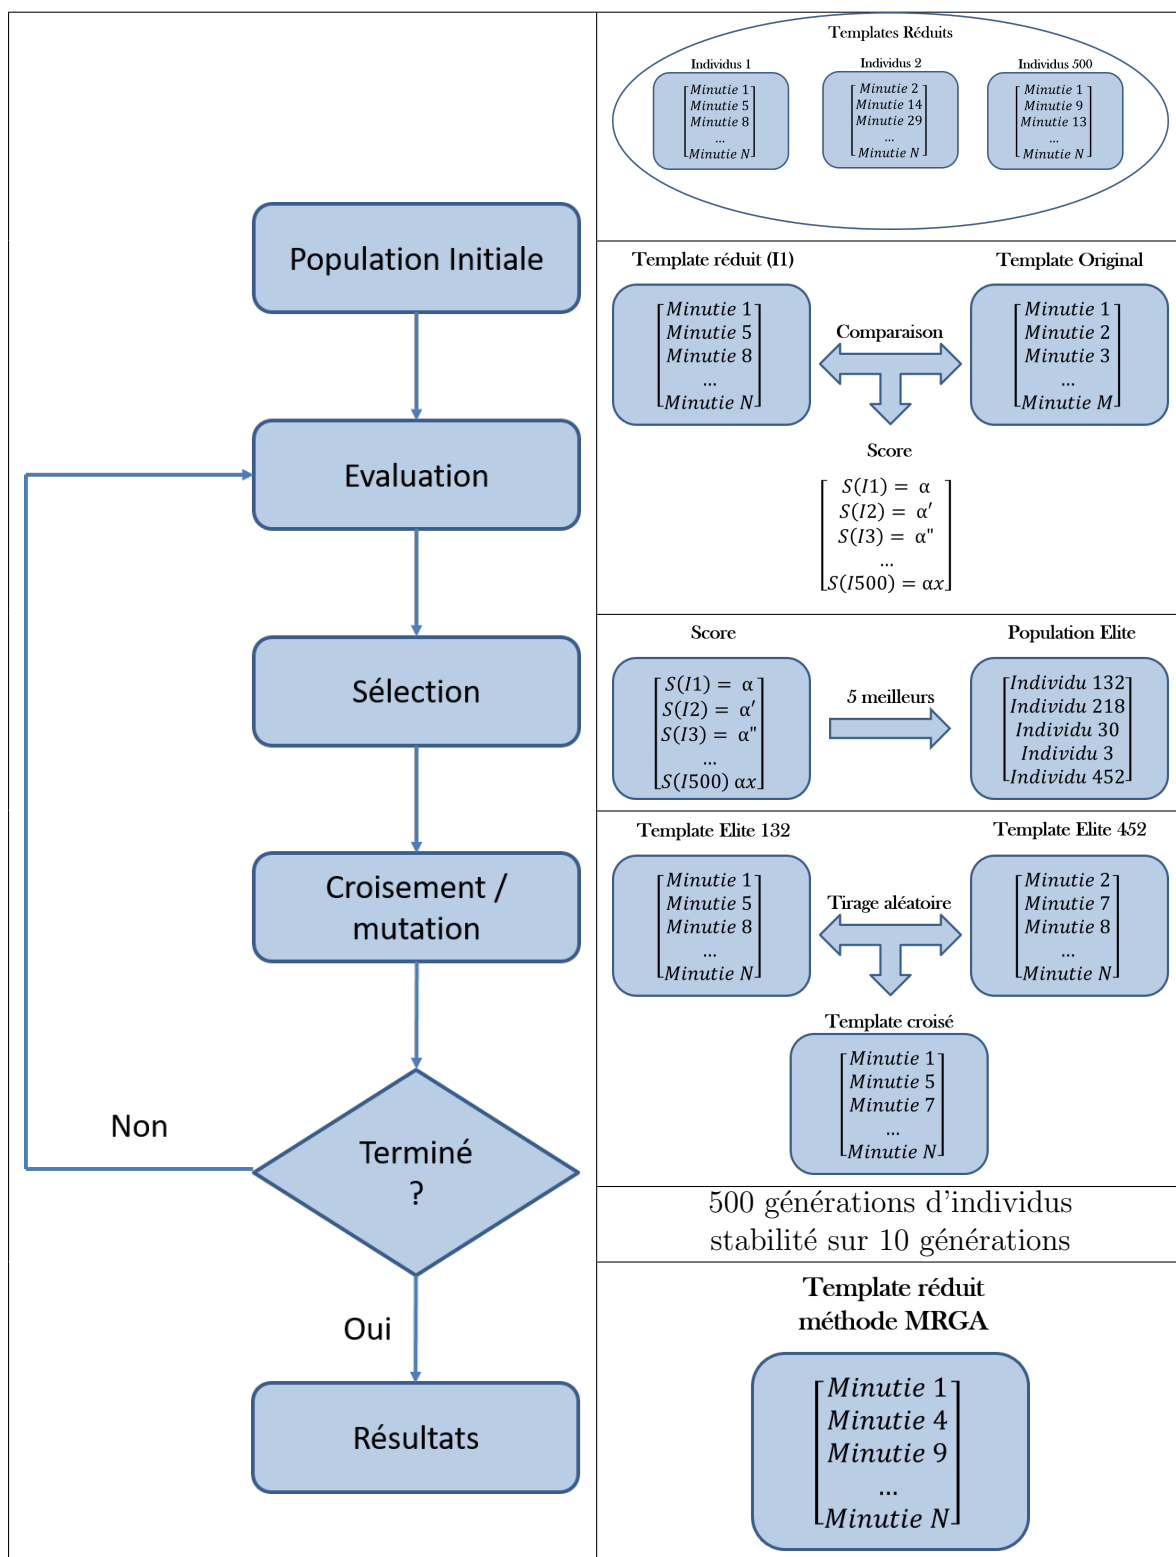 Templates Réduits
Individus 1
Minutie 1
Minutie 5
Minutie 8
...
Minutie N
Individus 2
Minutie 2
Minutie 14
Minutie 29
...
Minutie N
Individus 500
Minutie 1
Minutie 9
Minutie 13
...
Minutie N
Population Initiale
Template réduit (I1)
Minutie 1
Minutie 5
Minutie 8
...
Minutie N
Comparaison
Template Original
Minutie 1
Minutie 2
Minutie 3
...
Minutie M
Score
S(I1) = α
S(I2) = α′
S(I3) = α"
...
S(I500) = αx
Evaluation
Score
S(I1) = α
S(I2) = α′
S(I3) = α"
...
S(I500) αx
5 meilleurs
Population Elite
Individu 132
Individu 218
Individu 30
Individu 3
Individu 452
Sélection
Template Elite 132
Minutie 1
Minutie 5
Minutie 8
...
Minutie N
Tirage aléatoire
Template Elite 452
Minutie 2
Minutie 7
Minutie 8
...
Minutie N
Template croisé
Minutie 1
Minutie 5
Minutie 7
...
Minutie N
Croisement /
mutation
Non
Terminé
?
500 générations d'individus
stabilité sur 10 générations
Oui
Template réduit
méthode MRGA
Minutie 1
Minutie 4
Minutie 9
...
Minutie N
Résultats